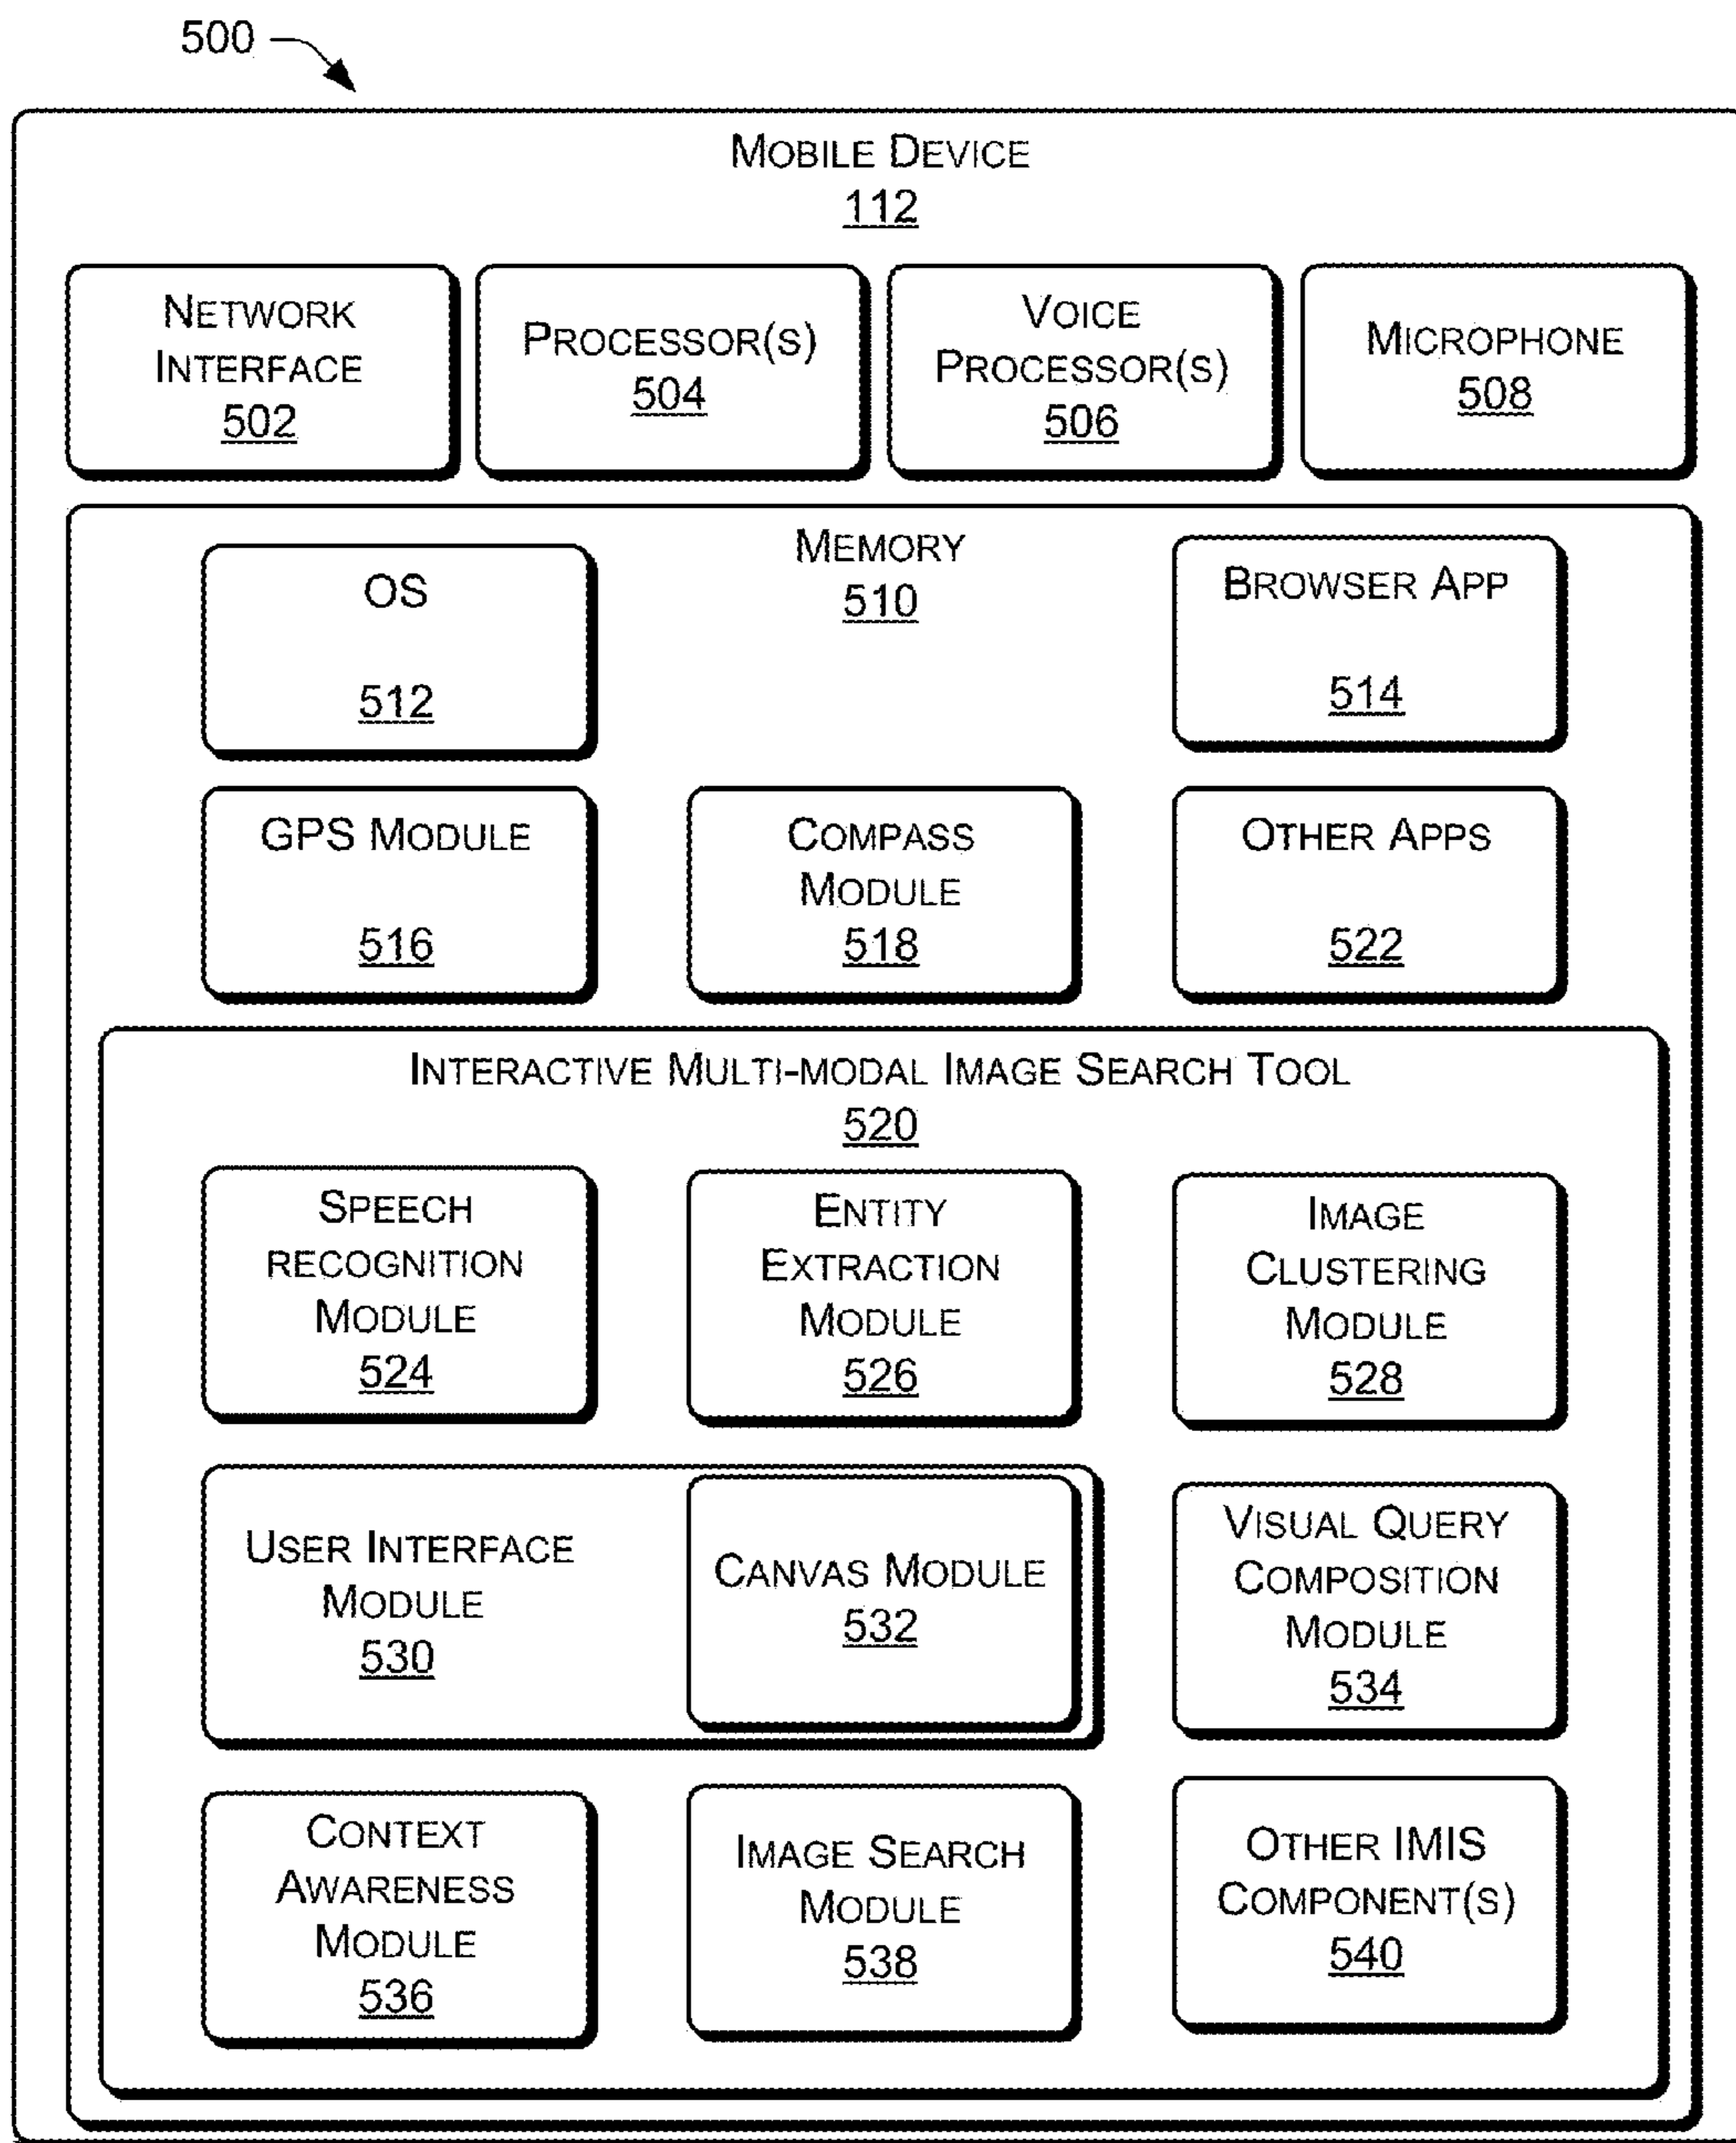 500
MOBILE DEVICE
112
NETWORK
INTERFACE
502
PROCESSOR(S)
504
VOICE
PROCESSOR(S)
506
MICROPHONE
508
MEMORY
510
OS
512
BROWSER APP
514
GPS MODULE
516
COMPASS
MODULE
518
OTHER APPS
522
INTERACTIVE MULTI-MODAL IMAGE SEARCH TOOL
520
SPEECH
RECOGNITION
MODULE
524
ENTITY
EXTRACTION
MODULE
526
IMAGE
CLUSTERING
MODULE
528
USER INTERFACE
MODULE
530
CANVAS MODULE
532
VISUAL QUERY
COMPOSITION
MODULE
534
CONTEXT
AWARENESS
MODULE
536
IMAGE SEARCH
MODULE
538
OTHER IMIS
COMPONENT(S)
540